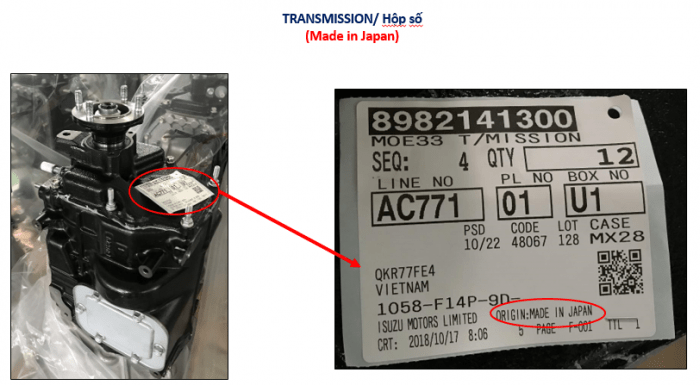 TRANSMISSION/ Hộp số
(Made in Japan)
8982141300
MOE33 T/MISSION
SEQ: 4 QTY 12
LINE NO PL NO BOX NO
AC771 01 U1
PSD CODE LOT CASE
10/22 48067 128 MX28
QKR77FE4
VIETNAM
1058-F14P-9D-
ORIGIN:MADE IN JAPAN
ISUZU MOTORS LIMITED 5 PAGE F-001 TTL 1
CRT: 2018/10/17 8:06